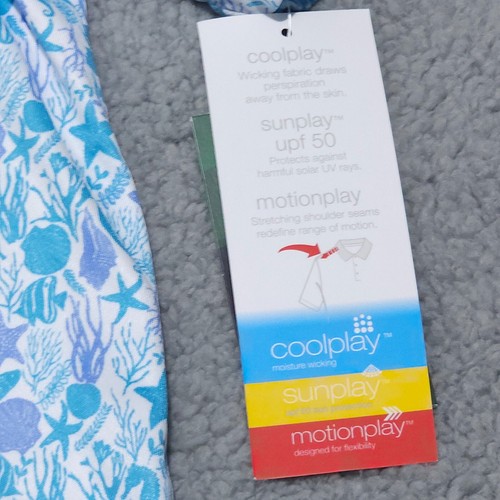 coolplay™
Wicking fabric draws
perspiration
away from the skin.
sunplay™
upf 50
Protects against
harmful solar UV rays.
motionplay
Stretching shoulder seams
redefine range of motion.
coolplay™
moisture wicking
sunplay™
motionplay™
designed for flexibility